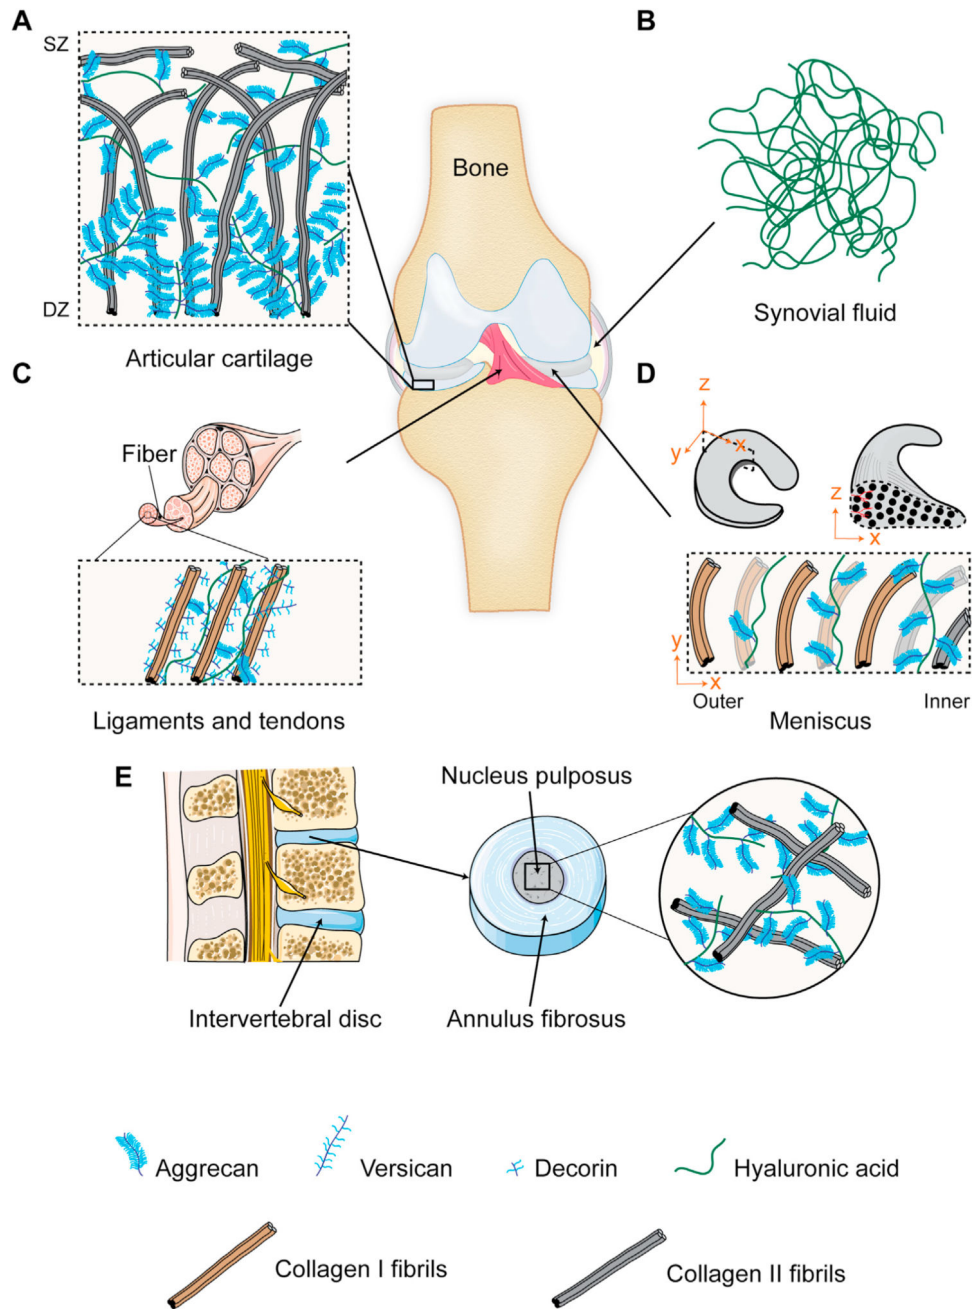 A
SZ
DZ
Articular cartilage
Bone
B
Synovial fluid
C
Fiber
Ligaments and tendons
D
z
y
x
z
x
y
x
Outer
Inner
Meniscus
E
Nucleus pulposus
Intervertebral disc
Annulus fibrosus
Aggrecan
Versican
Decorin
Hyaluronic acid
Collagen I fibrils
Collagen II fibrils